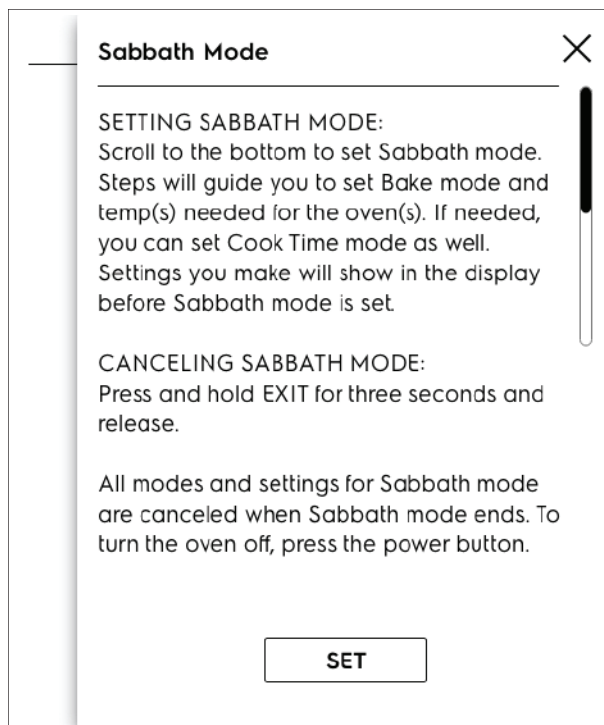 Sabbath Mode
SETTING SABBATH MODE:
Scroll to the bottom to set Sabbath mode.
Steps will guide you to set Bake mode and
temp(s) needed for the oven(s). If needed,
you can set Cook Time mode as well.
Settings you make will show in the display
before Sabbath mode is set.
CANCELING SABBATH MODE:
Press and hold EXIT for three seconds and
release.
All modes and settings for Sabbath mode
are canceled when Sabbath mode ends. To
turn the oven off, press the power button.
SET